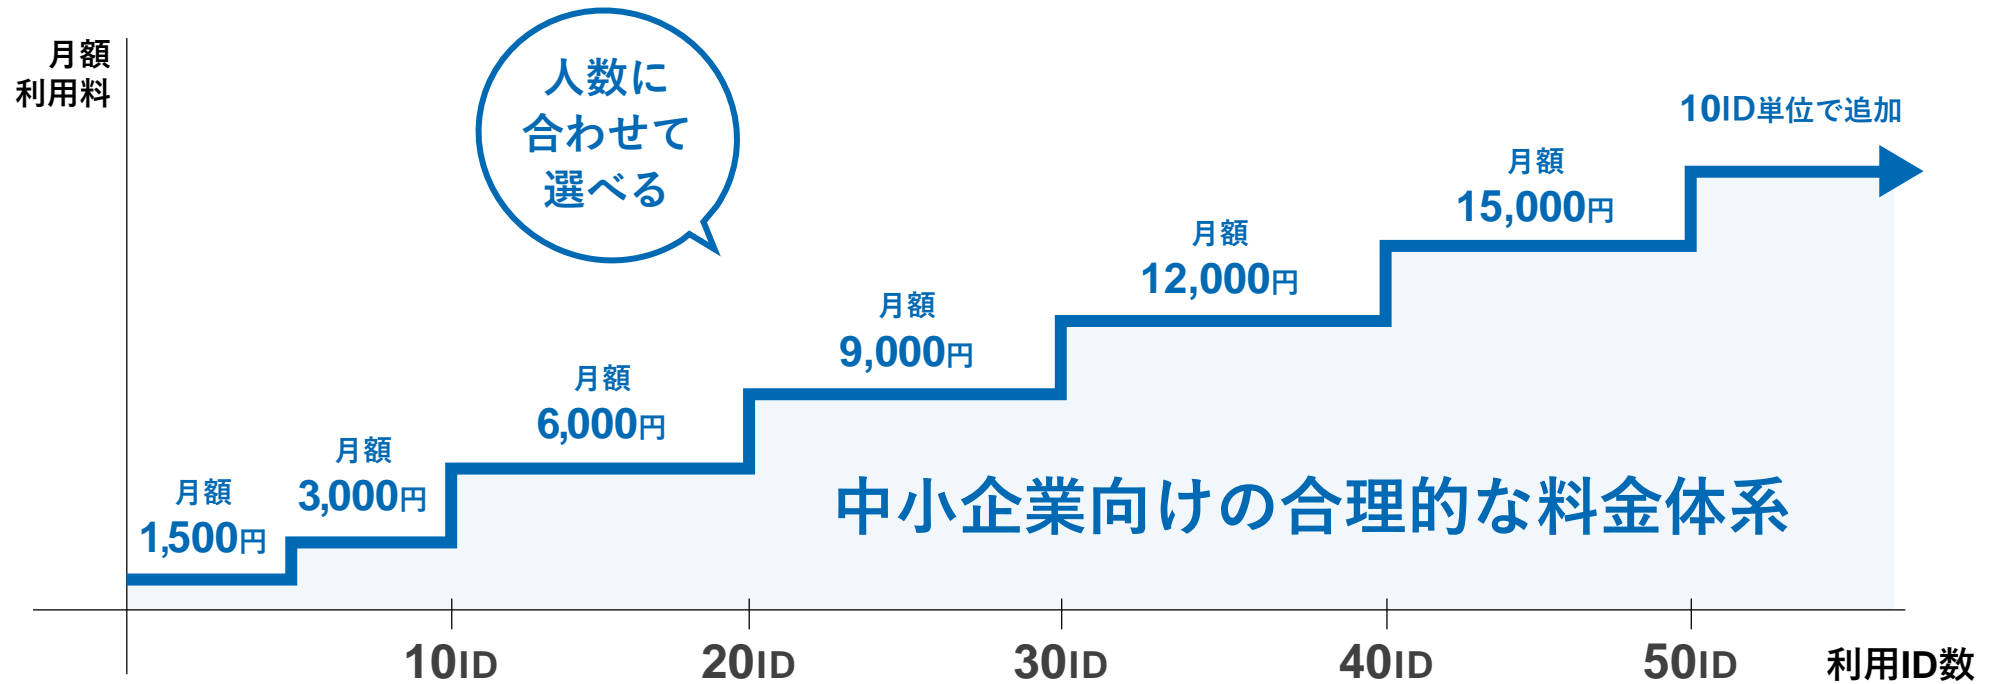 月額
利用料
人数に
合わせて
選べる
10ID単位で追加
月額
15,000円
月額
12,000円
月額
9,000円
月額
6,000円
月額
3,000円
月額
1,500円
中小企業向けの合理的な料金体系
10ID
20ID
30ID
40ID
50ID
利用ID数